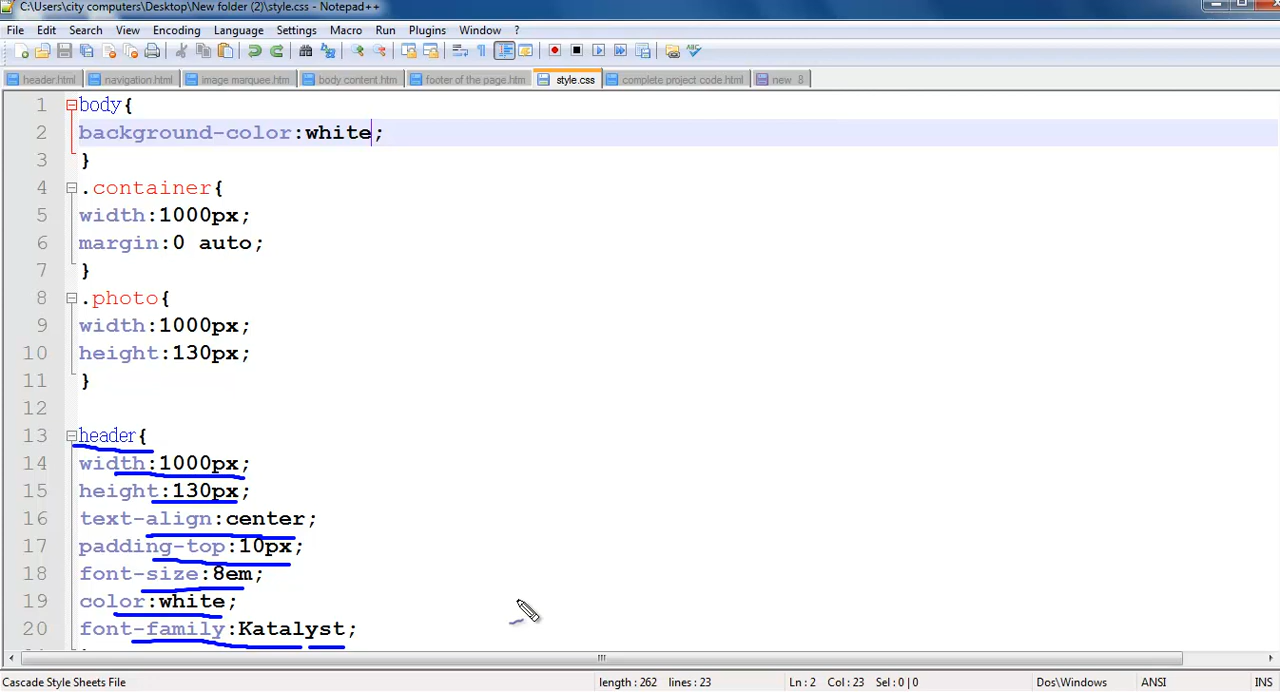 C:\Users\city computers\Desktop\New folder (2)\style.css - Notepad++
File Edit Search View Encoding Language Settings Macro Run Plugins Window ?
header.html navigation.html image marquee.htm body content.htm footer of the page.htm style.css complete project code.html new 8
1 body{
2 background-color:white;
3 }
4 .container{
5 width:1000px;
6 margin:0 auto;
7 }
8 .photo{
9 width:1000px;
10 height:130px;
11 }
12
13 header{
14 width:1000px;
15 height:130px;
16 text-align:center;
17 padding-top:10px;
18 font-size:8em;
19 color:white;
20 font-family:Katalyst;
Cascade Style Sheets File length : 262 lines : 23 Ln : 2 Col : 23 Sel : 0 | 0 Dos\Windows ANSI INS